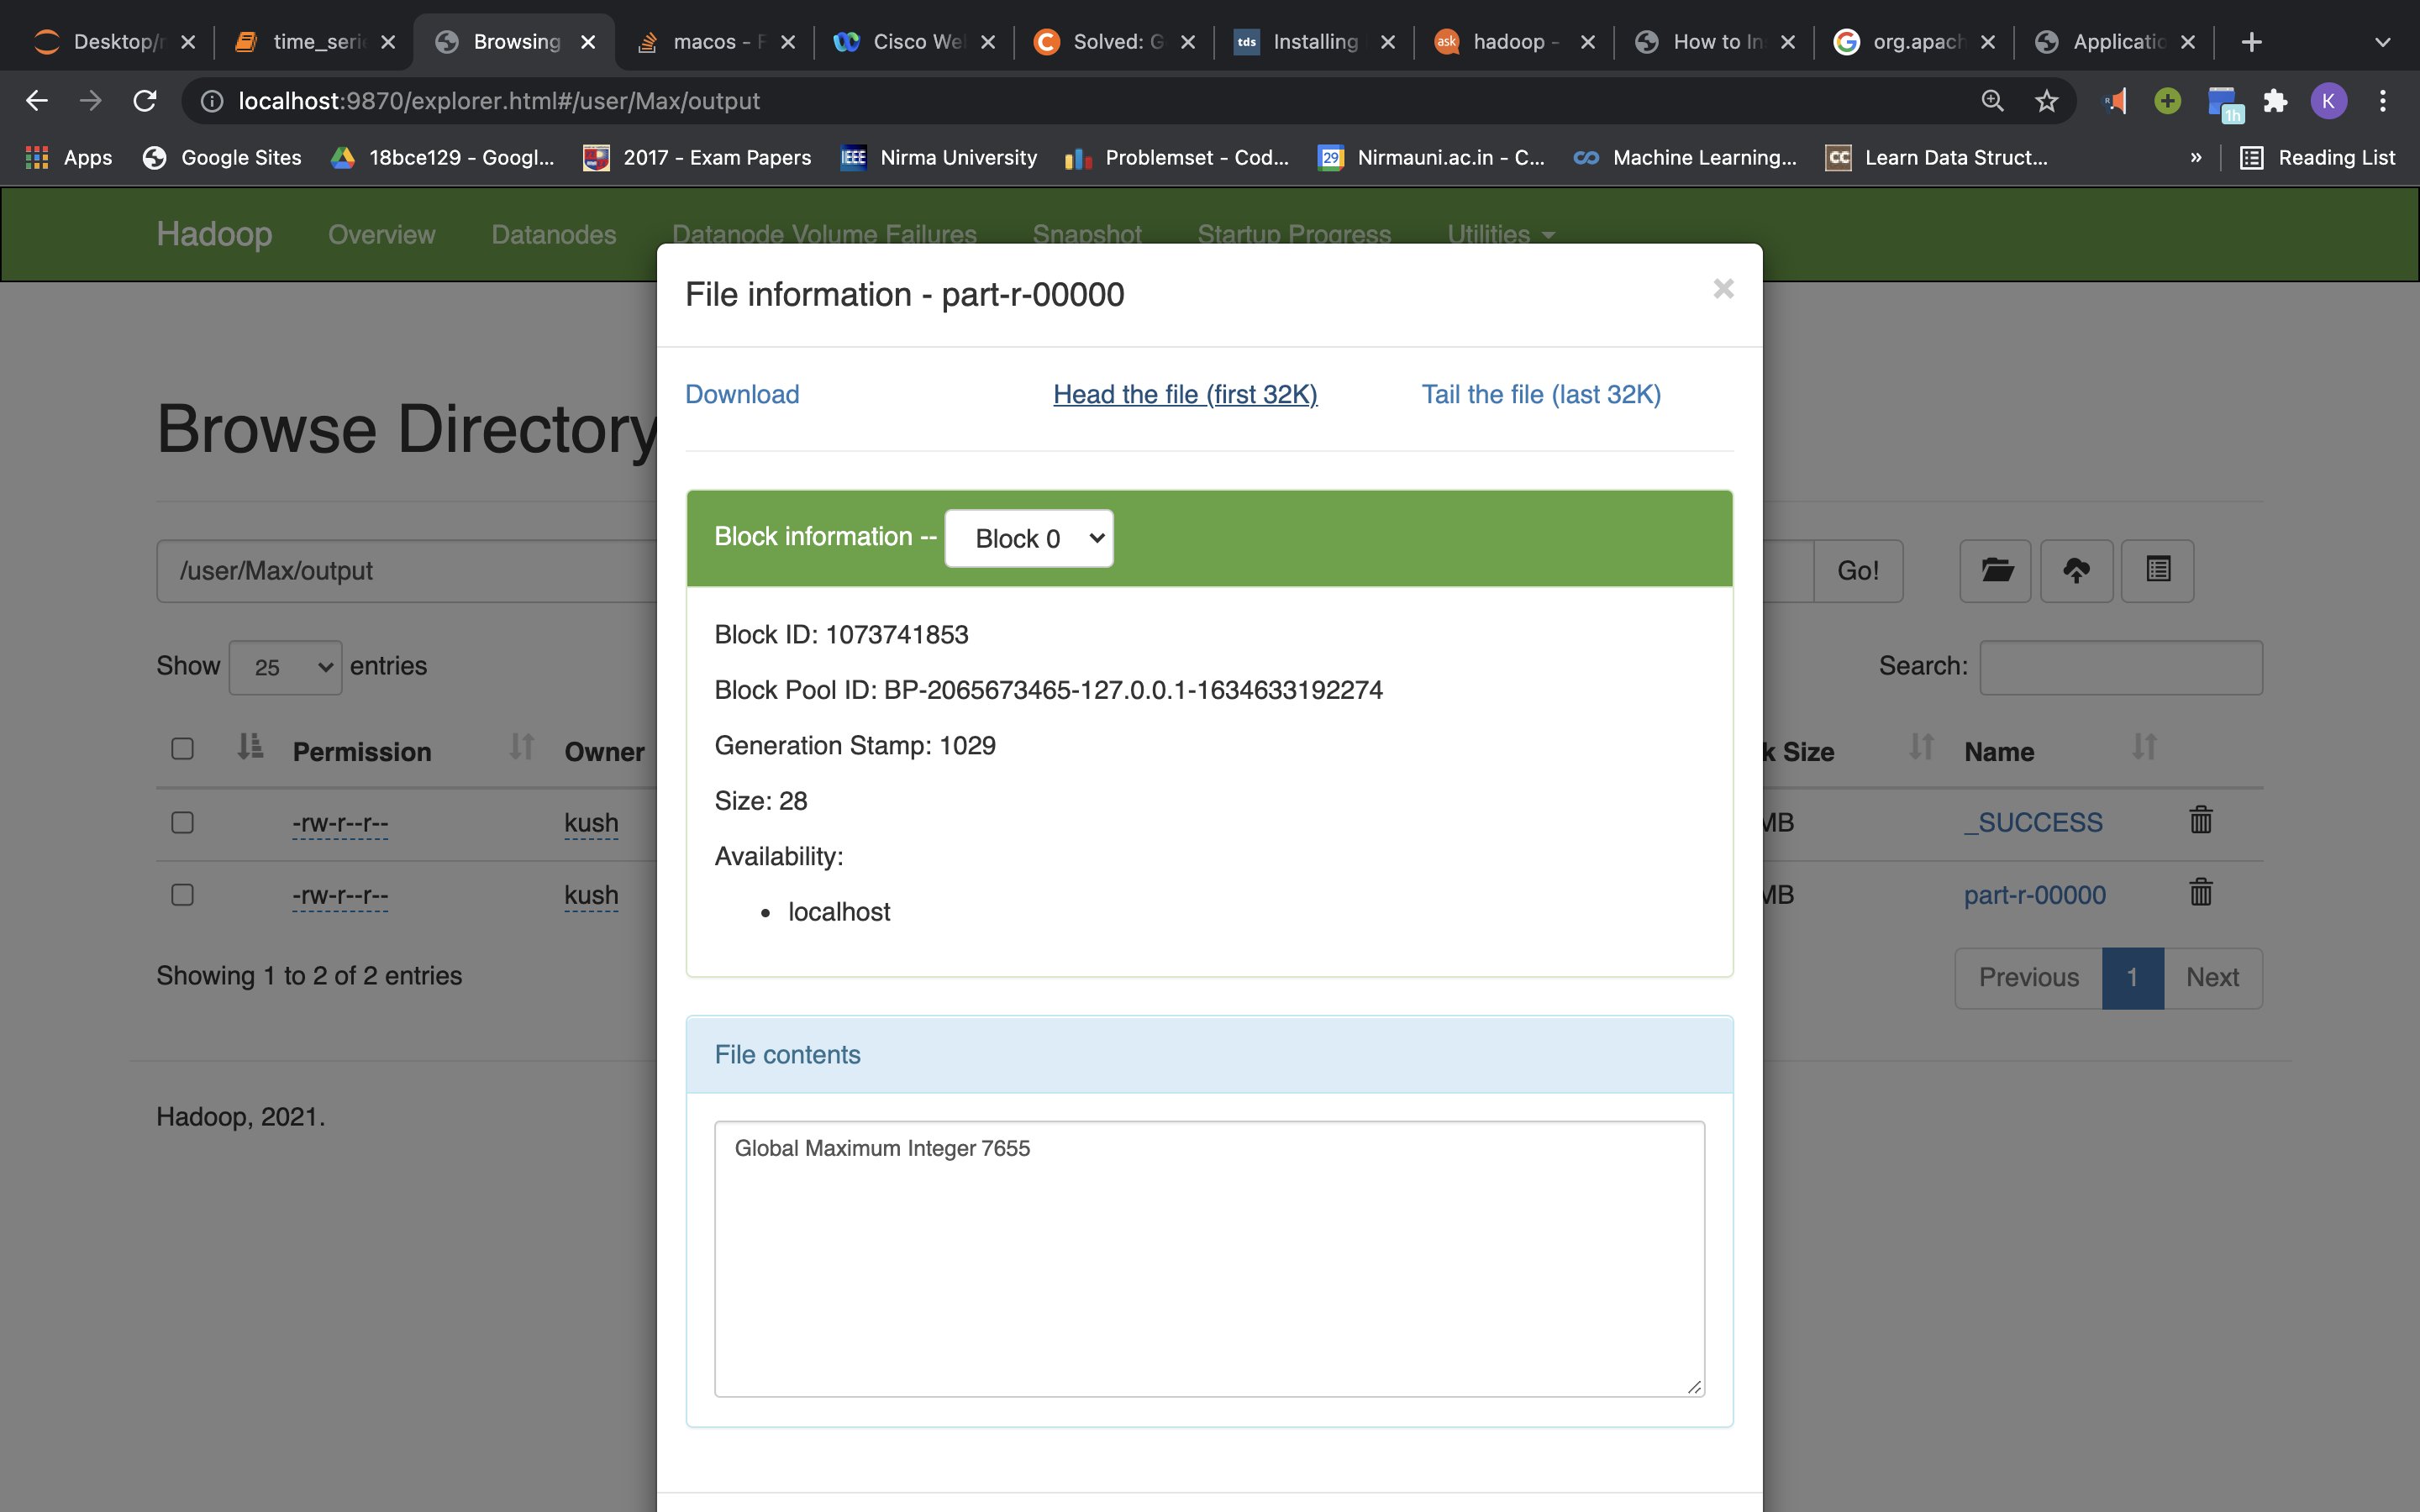 Desktop/r
time_seri
Browsing
macos - F
Cisco We
Solved: G
tds Installing
ask hadoop -
How to In
org.apach
Applicatio
localhost:9870/explorer.html#/user/Max/output
1h
K
Apps
Google Sites
18bce129 - Googl...
2017 - Exam Papers
IEEE Nirma University
Problemset - Cod...
29 Nirmauni.ac.in - C...
Machine Learning...
CC Learn Data Struct...
»
Reading List
Hadoop Overview Datanodes Datanode Volume Failures Snapshot Startup Progress Utilities
File information - part-r-00000
×
Download Head the file (first 32K) Tail the file (last 32K)
Block information -- Block 0
Block ID: 1073741853
Block Pool ID: BP-2065673465-127.0.0.1-1634633192274
Generation Stamp: 1029
Size: 28
Availability:
• localhost
File contents
Global Maximum Integer 7655
Browse Directory
/user/Max/output
Go!
Show 25 entries
Search:
Permission Owner k Size Name
-rw-r--r-- kush MB _SUCCESS
-rw-r--r-- kush MB part-r-00000
Showing 1 to 2 of 2 entries
Previous 1 Next
Hadoop, 2021.